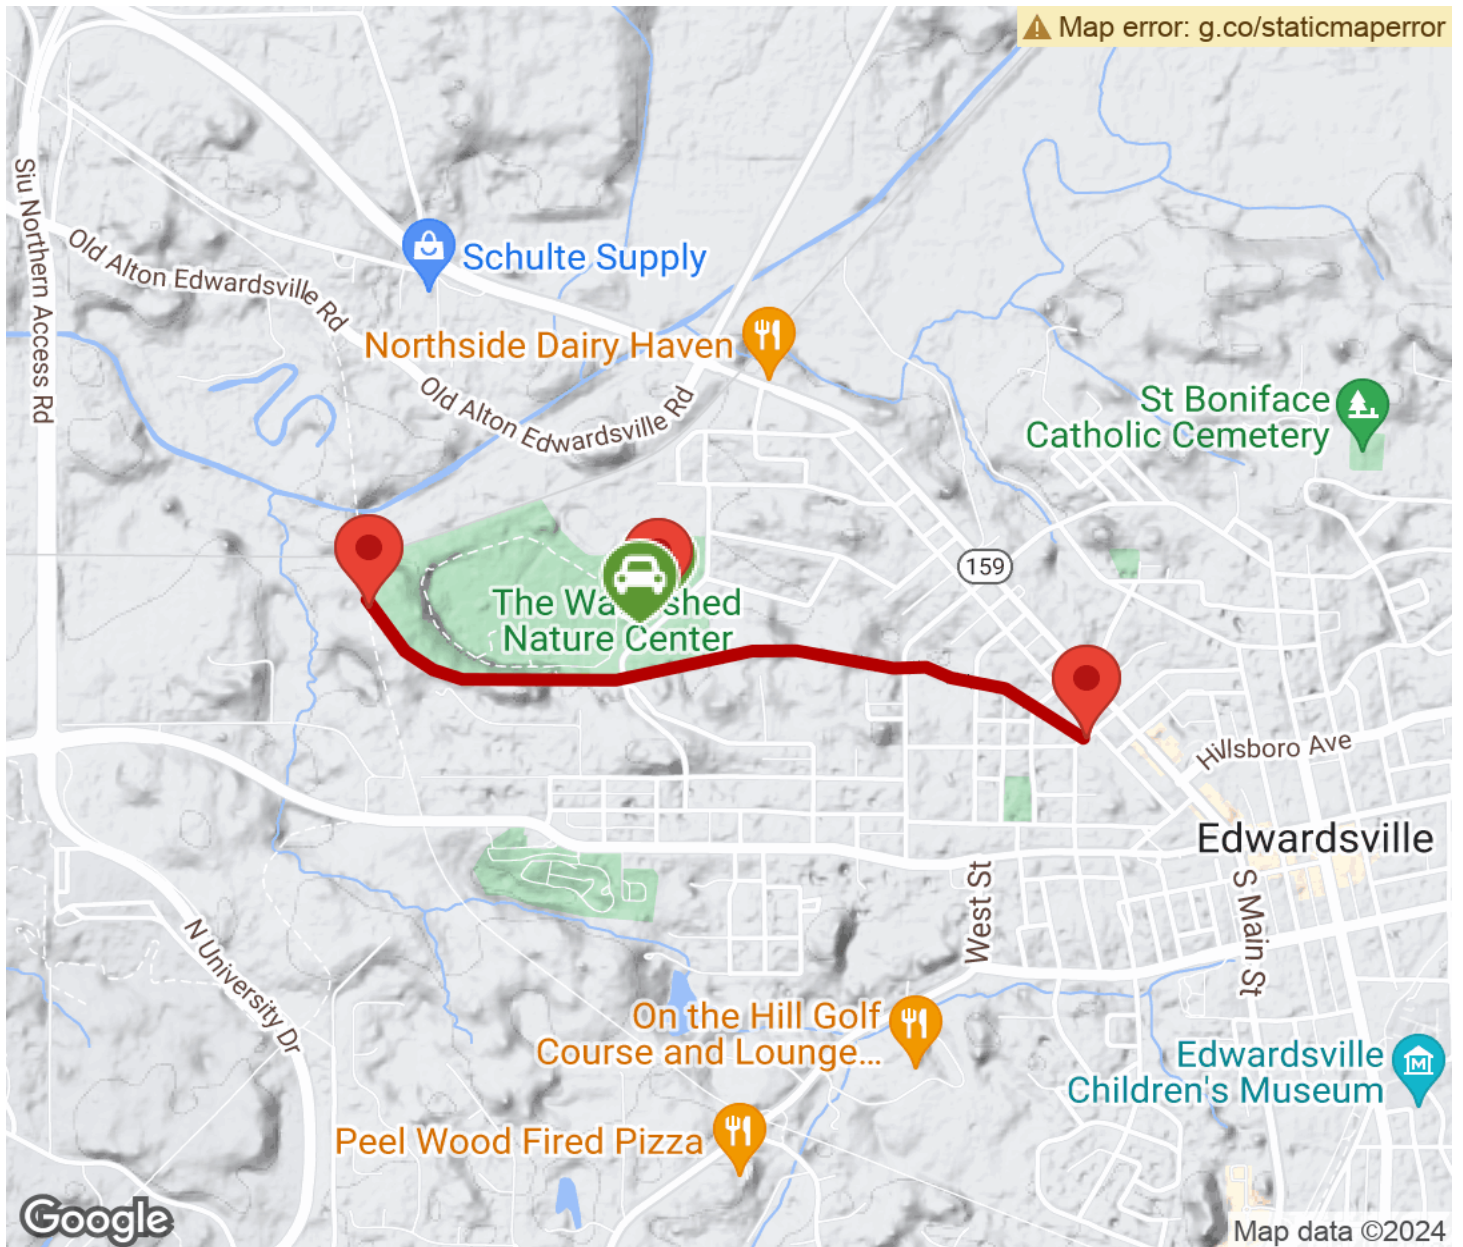 Map error: g.co/staticmaperror
Siu Northern Access Rd
Old Alton Edwardsville Rd
Schulte Supply
Northside Dairy Haven
Old Alton Edwardsville Rd
St Boniface
Catholic Cemetery
159
The Wa shed
Nature Center
Hillsboro Ave
Edwardsville
West St
S Main St
N University Dr
On the Hill Golf
Course and Lounge...
Edwardsville
Children's Museum
M
Peel Wood Fired Pizza
Google
Map data ©2024